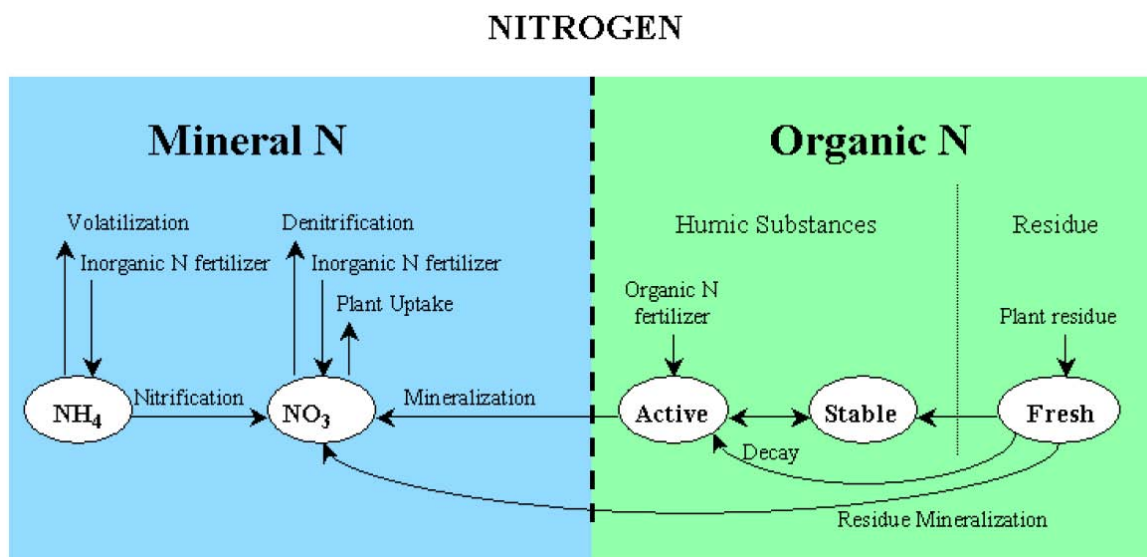 NITROGEN
Mineral N
Organic N
Volatilization
Inorganic N fertilizer
Denitrification
Inorganic N fertilizer
Plant Uptake
Humic Substances
Residue
Organic N
fertilizer
Plant residue
NH4
Nitrification
NO3
Mineralization
Active
Stable
Fresh
Decay
Residue Mineralization